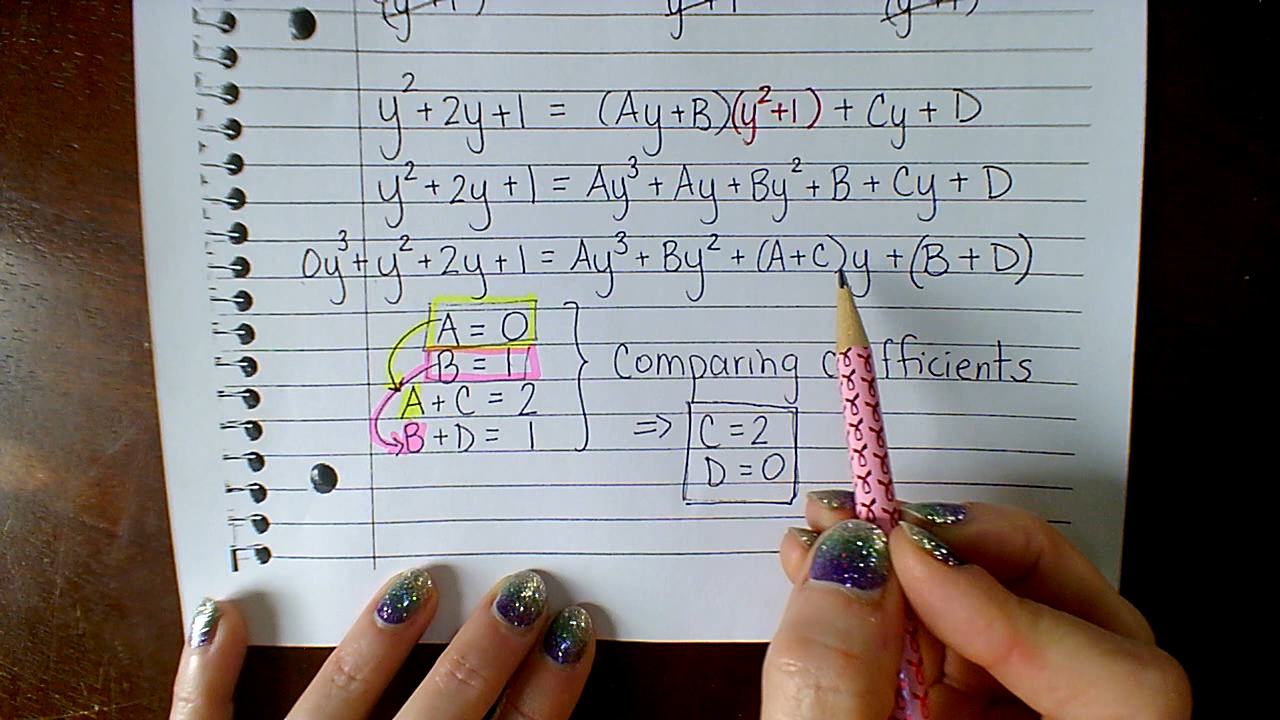 y² + 2y + 1 = (Ay + B)(y² + 1) + Cy + D
y² + 2y + 1 = Ay³ + Ay + By² + B + Cy + D
0y³ + y² + 2y + 1 = Ay³ + By² + (A + C)y + (B + D)
A = 0
B = 1
A + C = 2
B + D = 1
Comparing coefficients
⇒ C = 2
D = 0